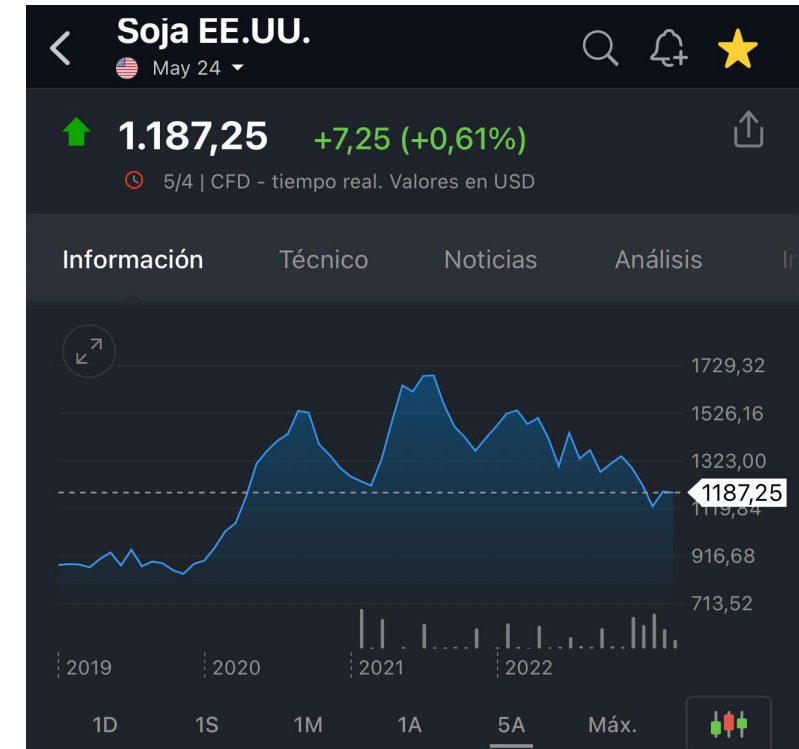 Soja EE.UU.
May 24
1.187,25 +7,25 (+0,61%)
5/4 | CFD - tiempo real. Valores en USD
Información Técnico Noticias Análisis
1729,32
1526,16
1323,00
1187,25
1119,84
916,68
713,52
2019 2020 2021 2022
1D 1S 1M 1A 5A Máx.